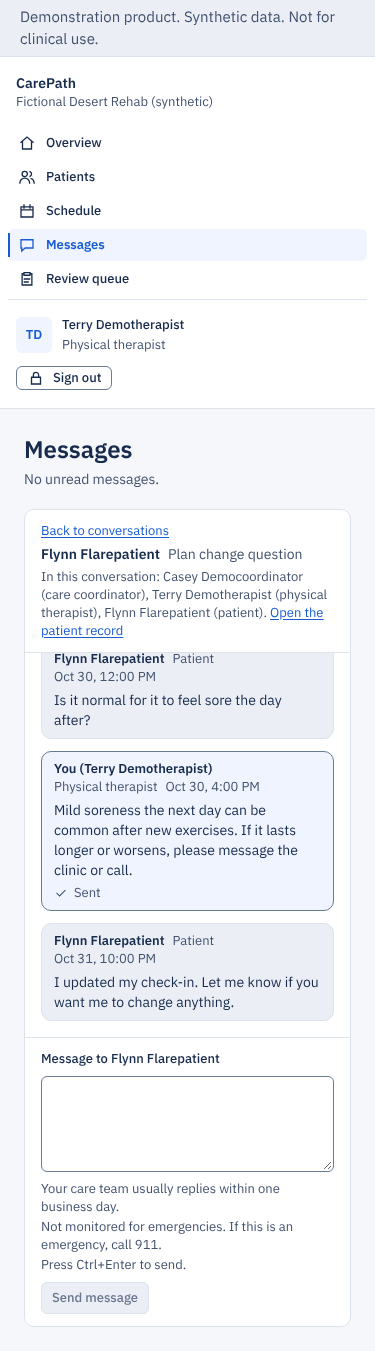 Demonstration product. Synthetic data. Not for
clinical use.
CarePath
Fictional Desert Rehab (synthetic)
Overview
Patients
Schedule
Messages
Review queue
TD
Terry Demotherapist
Physical therapist
Sign out
Messages
No unread messages.
Back to conversations
Flynn Flarepatient Plan change question
In this conversation: Casey Democoordinator
(care coordinator), Terry Demotherapist (physical
therapist), Flynn Flarepatient (patient). Open the
patient record
Flynn Flarepatient Patient
Oct 30, 12:00 PM
Is it normal for it to feel sore the day
after?
You (Terry Demotherapist)
Physical therapist Oct 30, 4:00 PM
Mild soreness the next day can be
common after new exercises. If it lasts
longer or worsens, please message the
clinic or call.
Sent
Flynn Flarepatient Patient
Oct 31, 10:00 PM
I updated my check-in. Let me know if you
want me to change anything.
Message to Flynn Flarepatient
Your care team usually replies within one
business day.
Not monitored for emergencies. If this is an
emergency, call 911.
Press Ctrl+Enter to send.
Send message